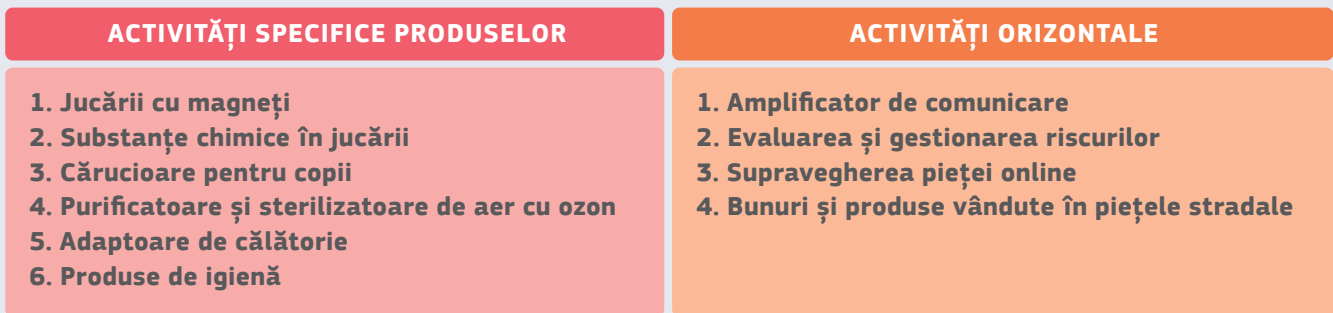 ACTIVITĂȚI SPECIFICE PRODUSELOR
1. Jucării cu magneți
2. Substanțe chimice în jucării
3. Cărucioare pentru copii
4. Purificatoare și sterilizatoare de aer cu ozon
5. Adaptoare de călătorie
6. Produse de igienă
ACTIVITĂȚI ORIZONTALE
1. Amplificator de comunicare
2. Evaluarea și gestionarea riscurilor
3. Supravegherea pieței online
4. Bunuri și produse vândute în piețele stradale